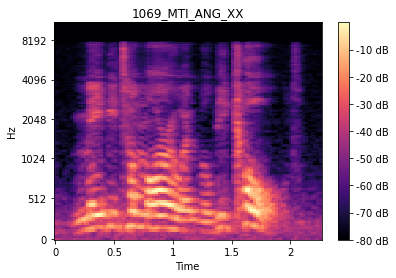 1069_MTI_ANG_XX
8192
4096
2048
1024
512
0
Hz
0
0.5
1
1.5
2
Time
-10 dB
-20 dB
-30 dB
-40 dB
-50 dB
-60 dB
-70 dB
-80 dB